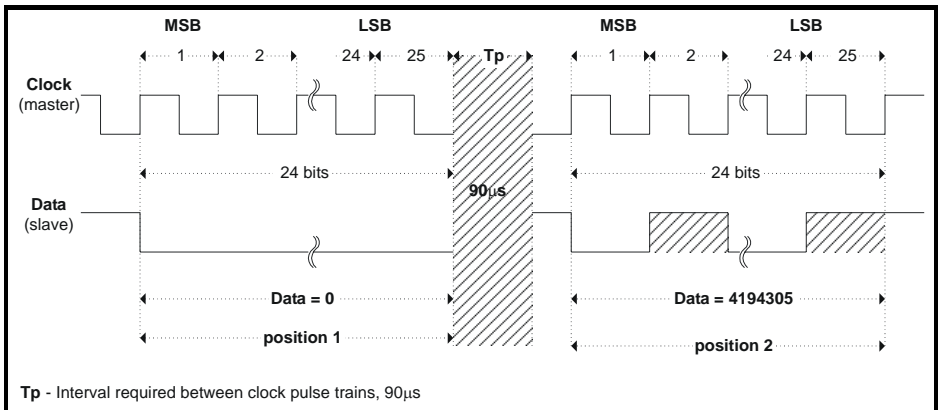 MSB LSB MSB LSB
1 2 24 25 Tp 1 2 24 25
Clock
(master)
24 bits 24 bits
90µs
Data
(slave)
Data = 0 Data = 4194305
position 1 position 2
Tp - Interval required between clock pulse trains, 90µs